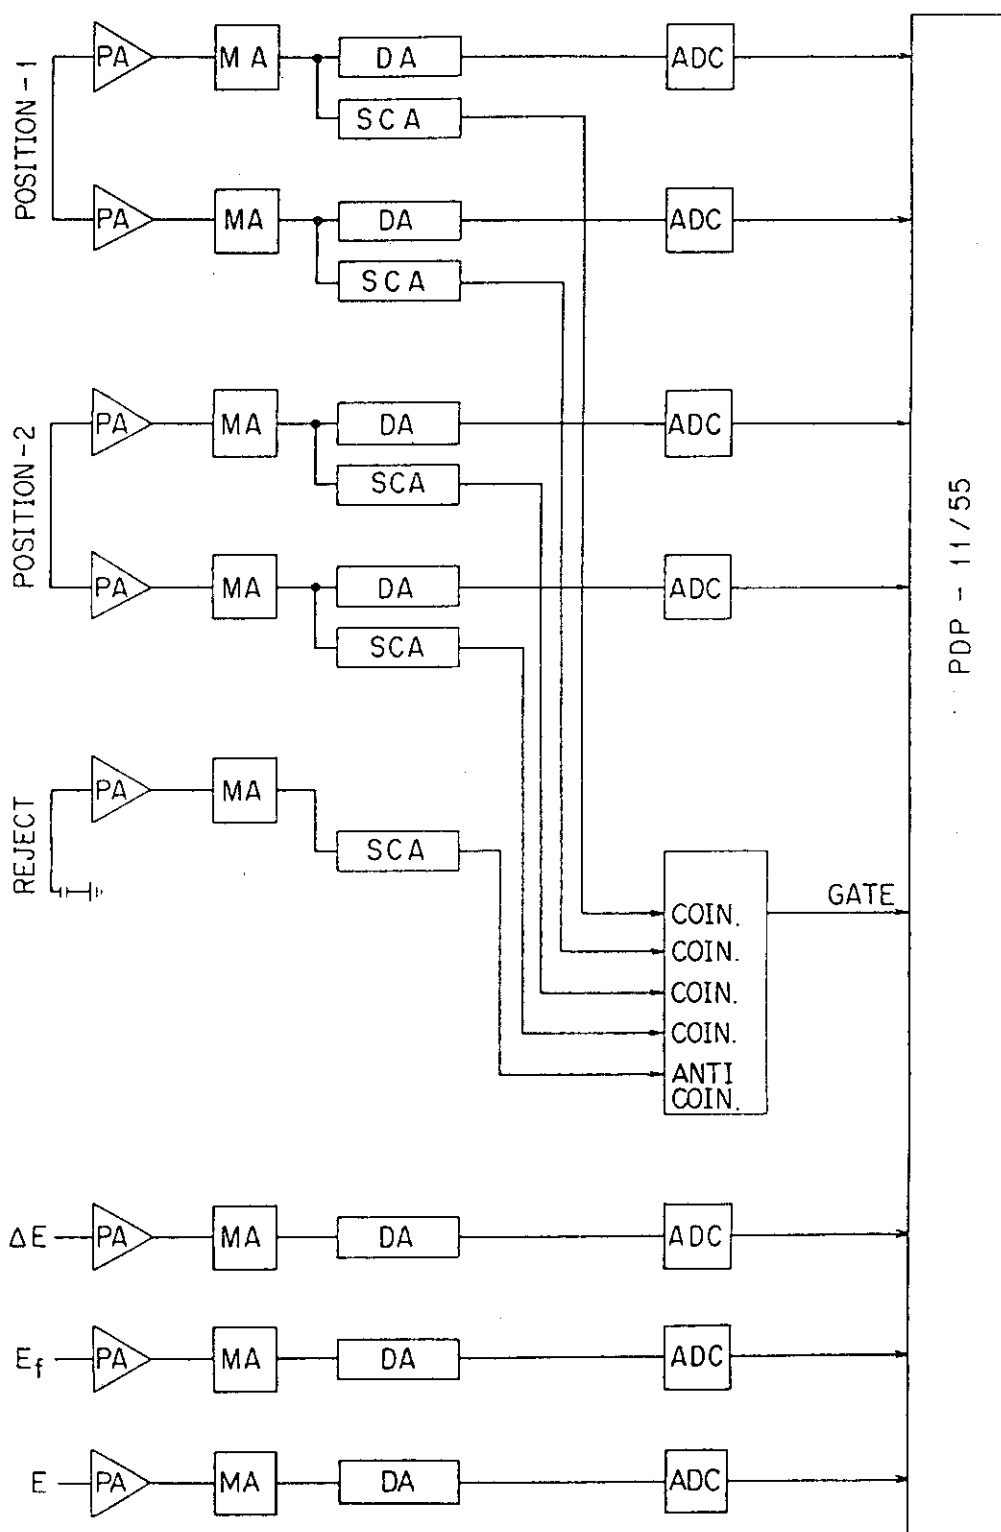 POSITION-1
PA MA DA ADC
SCA
PA MA DA ADC
SCA
POSITION-2
PA MA DA ADC
SCA
PA MA DA ADC
SCA
REJECT
PA MA
SCA
COIN.
COIN.
COIN.
COIN.
ANTI
COIN.
GATE
PDP - 11/55
ΔE PA MA DA ADC
Ef PA MA DA ADC
E PA MA DA ADC